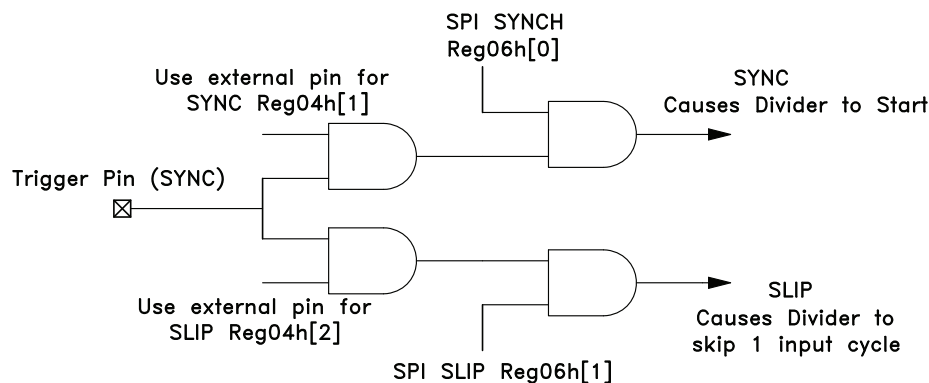 SPI SYNCH
Reg06h[0]
Use external pin for
SYNC Reg04h[1]
SYNC
Causes Divider to Start
Trigger Pin (SYNC)
Use external pin for
SLIP Reg04h[2]
SLIP
Causes Divider to
skip 1 input cycle
SPI SLIP Reg06h[1]